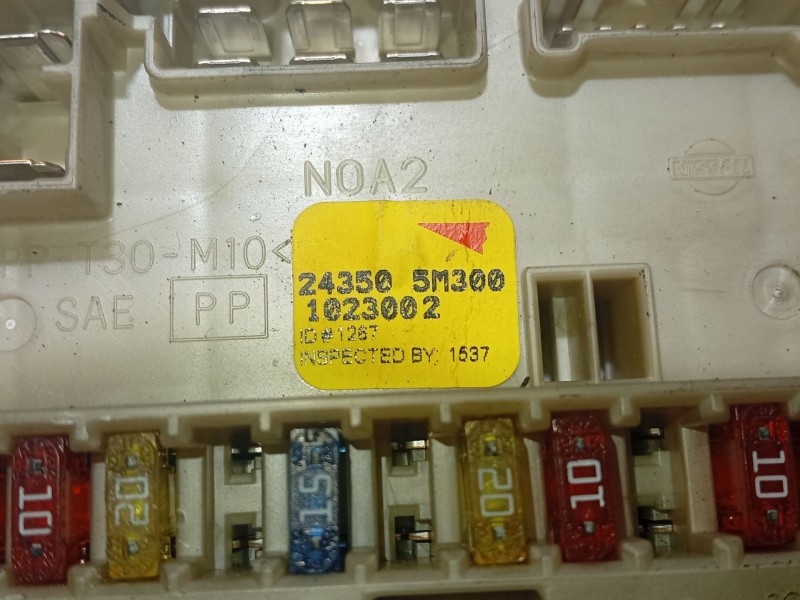 NOA2
NISSAN
PP-T30-M10<
24350 5M300
1023002
SAE
PP
ID#1267
INSPECTED BY: 1537
10
20
15
20
10
10